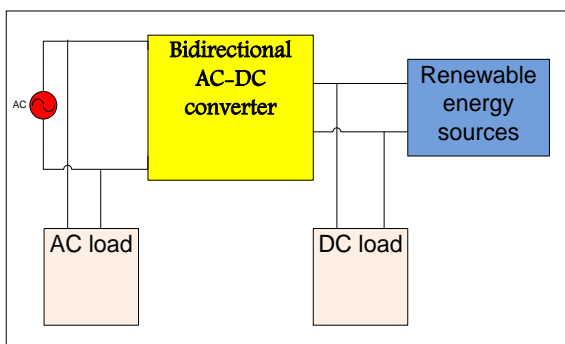 Bidirectional
AC-DC
converter
Renewable
energy
sources
AC
AC load
DC load